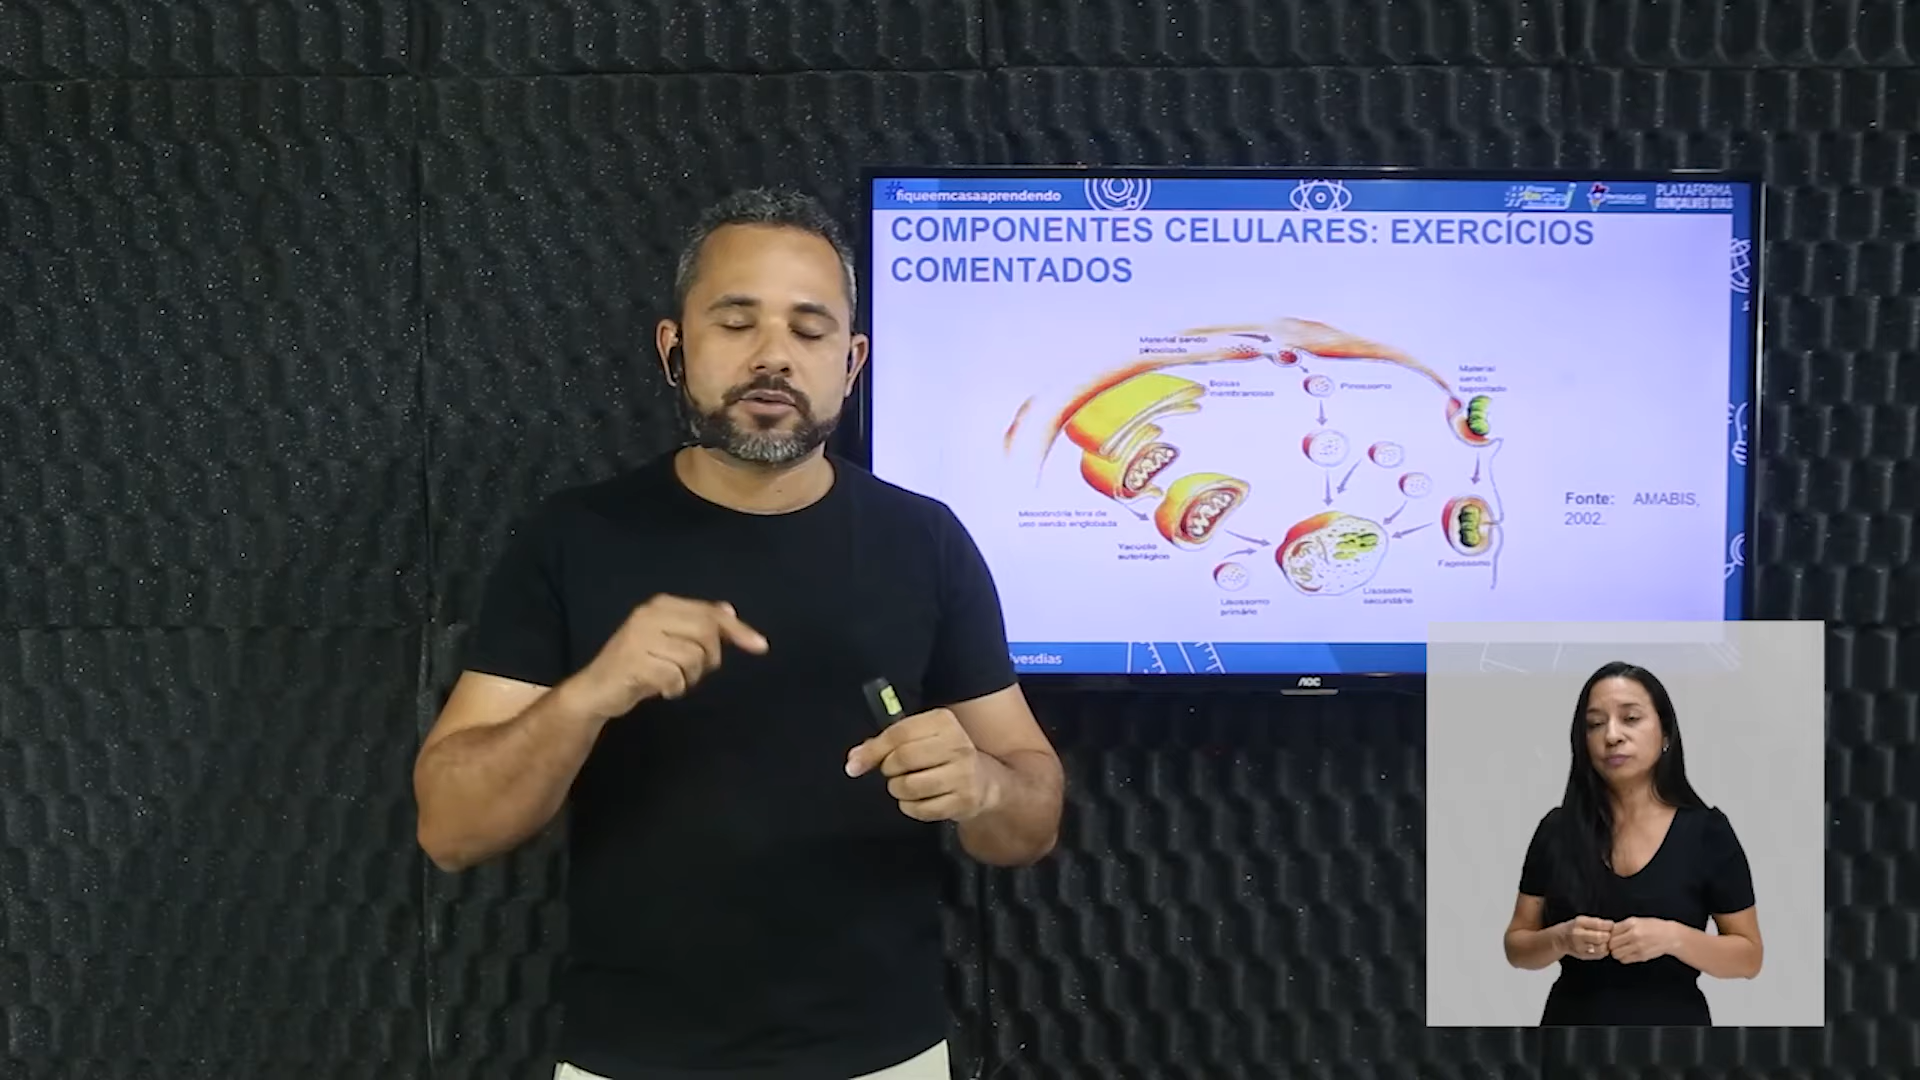 #fiqueemcasaaprendendo
PLATAFORMA
GONÇALVES DIAS
COMPONENTES CELULARES: EXERCÍCIOS
COMENTADOS
Material sendo
pinocitado
Material
sendo
fagocitado
Bolsas
membranosas
Pinossomo
Fonte: AMABIS,
2002.
Mitocôndria fora de
uso sendo englobada
Vacúolo
autofágico
Fagossomo
Lisossomo
primário
Lisossomo
secundário
vesdias
AOC